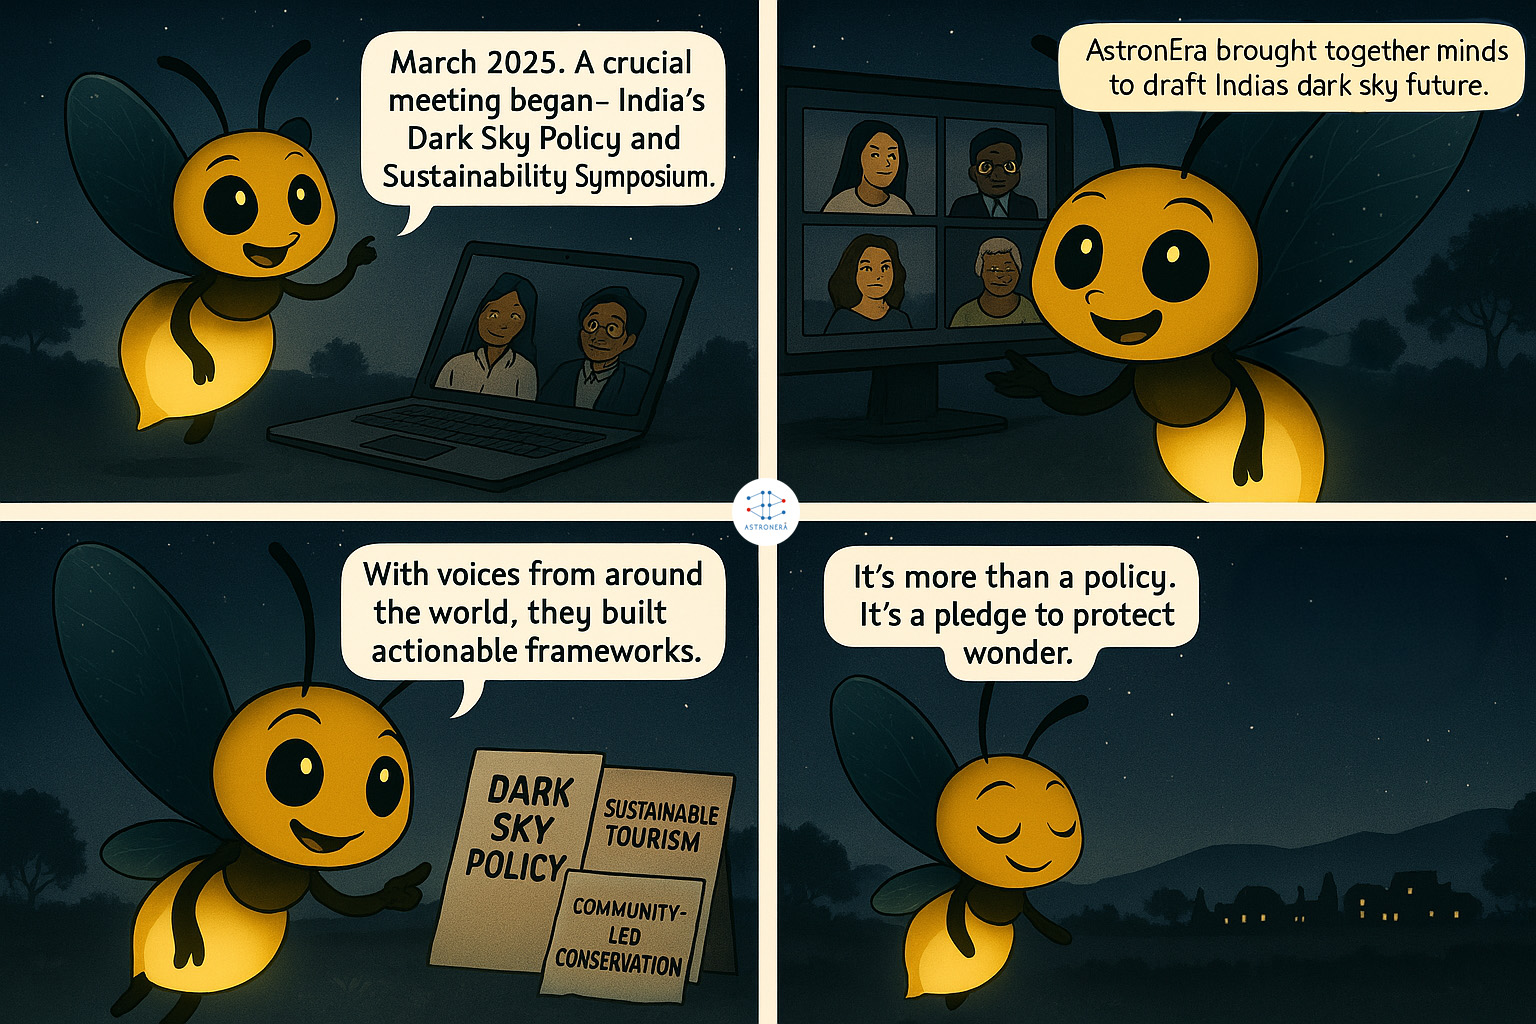 March 2025. A crucial
meeting began– India's
Dark Sky Policy and
Sustainability Symposium.
AstronEra brought together minds
to draft Indias dark sky future.
ASTRONERA
With voices from around
the world, they built
actionable frameworks.
DARK
SKY
POLICY
SUSTAINABLE
TOURISM
COMMUNITY-
LED
CONSERVATION
It's more than a policy.
It's a pledge to protect
wonder.